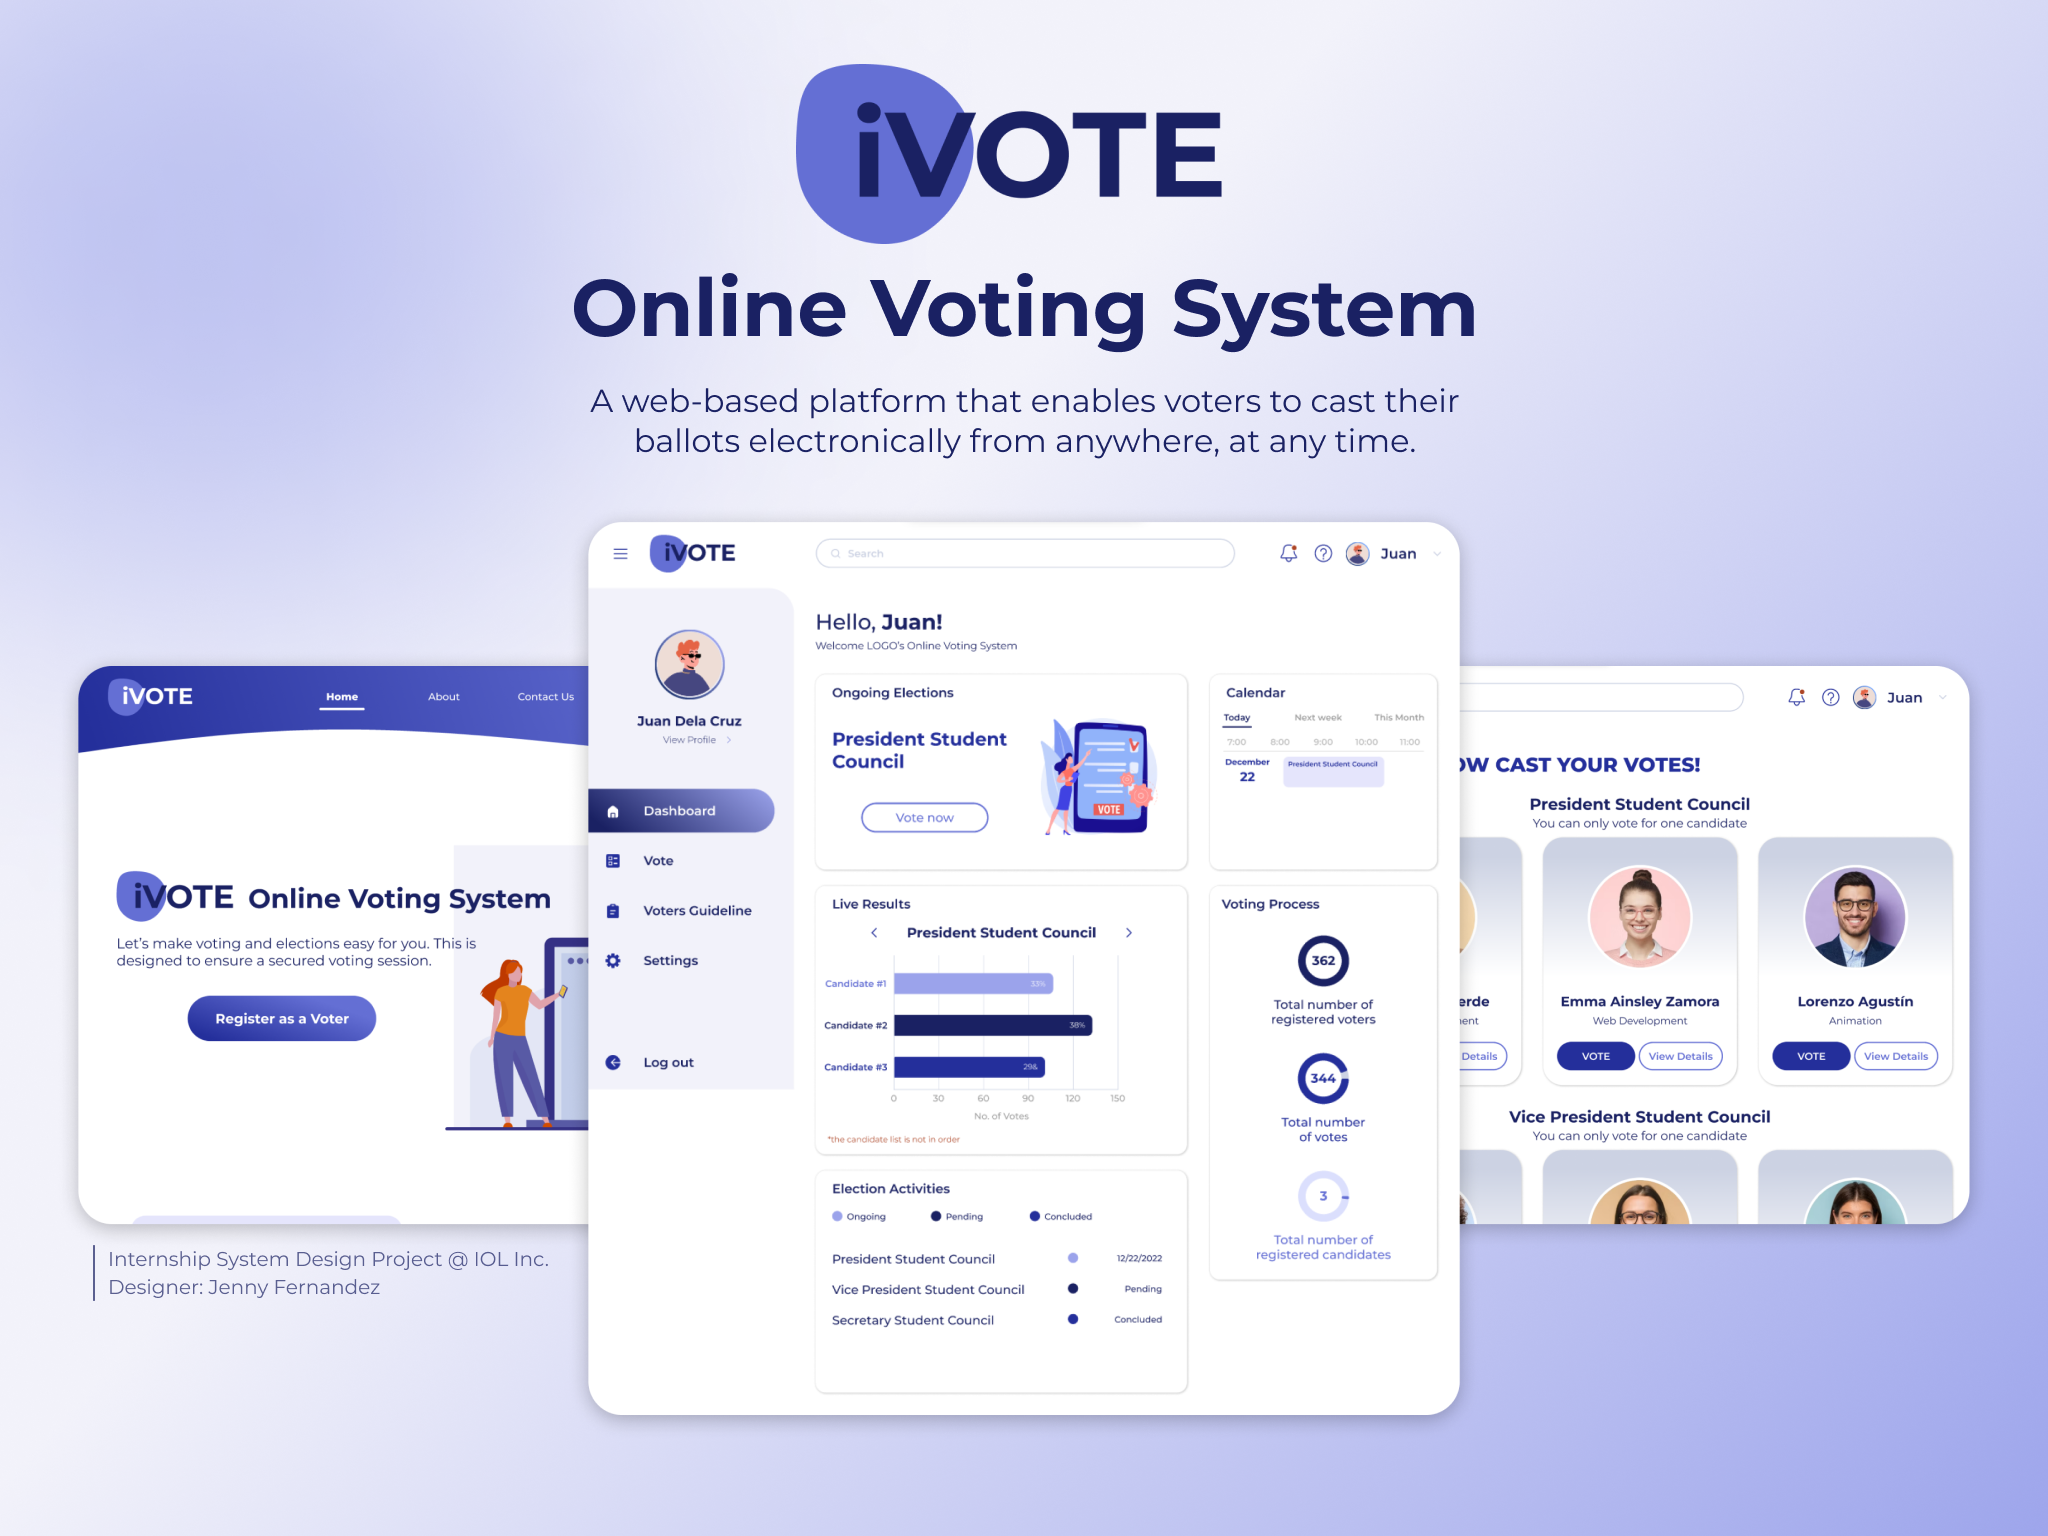 iVOTE
Online Voting System
A web-based platform that enables voters to cast their
ballots electronically from anywhere, at any time.
iVOTE
Home
About
Contact Us
iVOTE Online Voting System
Let's make voting and elections easy for you. This is
designed to ensure a secured voting session.
Register as a Voter
Internship System Design Project @ IOL Inc.
Designer: Jenny Fernandez
iVOTE
Search
Juan
Juan Dela Cruz
View Profile
Dashboard
Vote
Voters Guideline
Settings
Log out
Hello, Juan!
Welcome LOGO's Online Voting System
Ongoing Elections
President Student
Council
Vote now
VOTE
Calendar
Today
Next week
This Month
7:00 8:00 9:00 10:00 11:00
December
22
President Student Council
Live Results
President Student Council
Candidate #1
33%
Candidate #2
38%
Candidate #3
29&
0 30 60 90 120 150
No. of Votes
*the candidate list is not in order
Voting Process
362
Total number of
registered voters
344
Total number
of votes
3
Total number of
registered candidates
Election Activities
Ongoing
Pending
Concluded
President Student Council
12/22/2022
Vice President Student Council
Pending
Secretary Student Council
Concluded
Juan
OW CAST YOUR VOTES!
President Student Council
You can only vote for one candidate
erde
ent
Details
Emma Ainsley Zamora
Web Development
VOTE
View Details
Lorenzo Agustín
Animation
VOTE
View Details
Vice President Student Council
You can only vote for one candidate